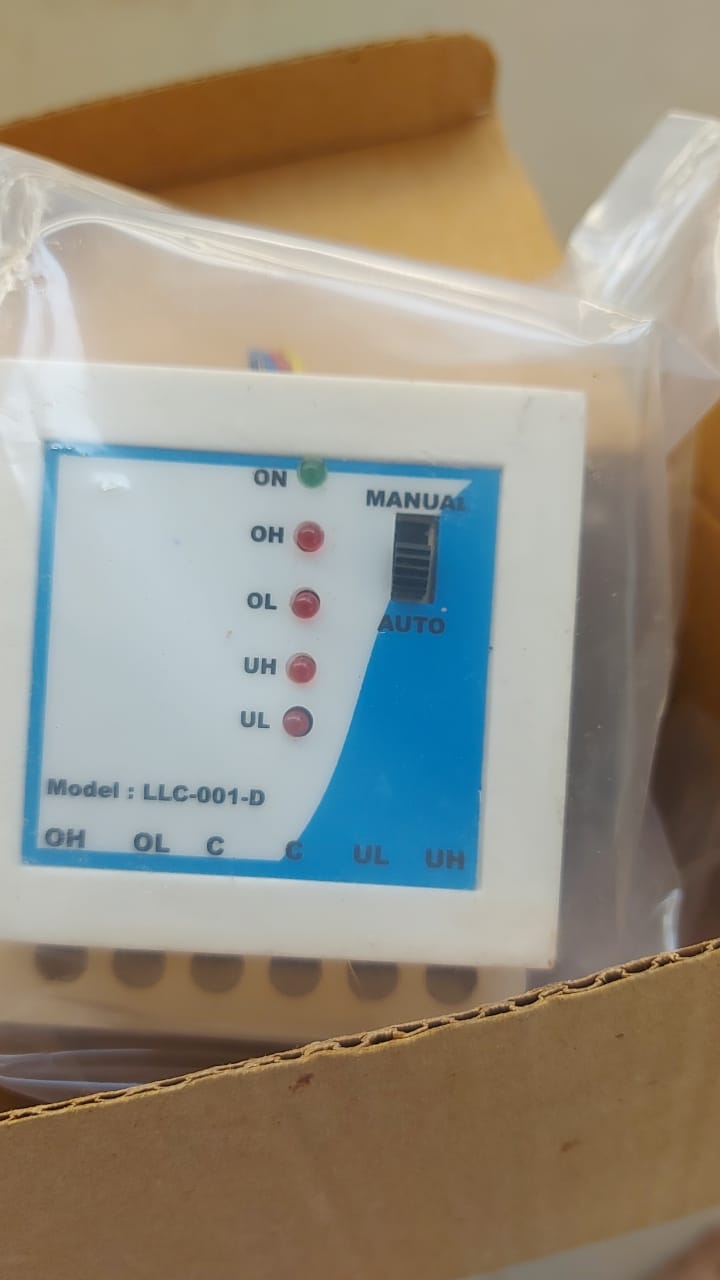 ON
MANUAL
OH
OL
AUTO
UH
UL
Model : LLC-001-D
OH OL C C UL UH